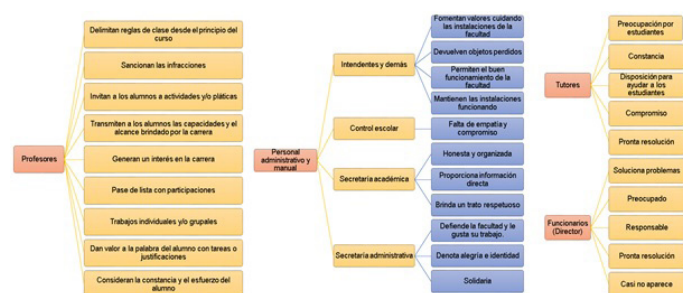 Profesores
Delimitan reglas de clase desde el principio del
curso
Sancionan las infracciones
Invitan a los alumnos a actividades y/o pláticas
Transmiten a los alumnos las capacidades y el
alcance brindado por la carrera
Generan un interés en la carrera
Pase de lista con participaciones
Trabajos individuales y/o grupales
Dan valor a la palabra del alumno con tareas o
justificaciones
Consideran la constancia y el esfuerzo del
alumno
Personal
administrativo y
manual
Intendentes y demás
Fomentan valores cuidando
las instalaciones de la
facultad
Devuelven objetos perdidos
Permiten el buen
funcionamiento de la
facultad
Mantienen las instalaciones
funcionando
Control escolar
Falta de empatía y
compromiso
Secretaría académica
Honesta y organizada
Proporciona información
directa
Brinda un trato respetuoso
Secretaría administrativa
Defiende la facultad y le
gusta su trabajo.
Denota alegría e identidad
Solidaria
Tutores
Preocupación por
estudiantes
Constancia
Disposición para
ayudar a los
estudiantes
Compromiso
Pronta resolución
Funcionarios
(Director)
Soluciona problemas
Preocupado
Responsable
Pronta resolución
Casi no aparece